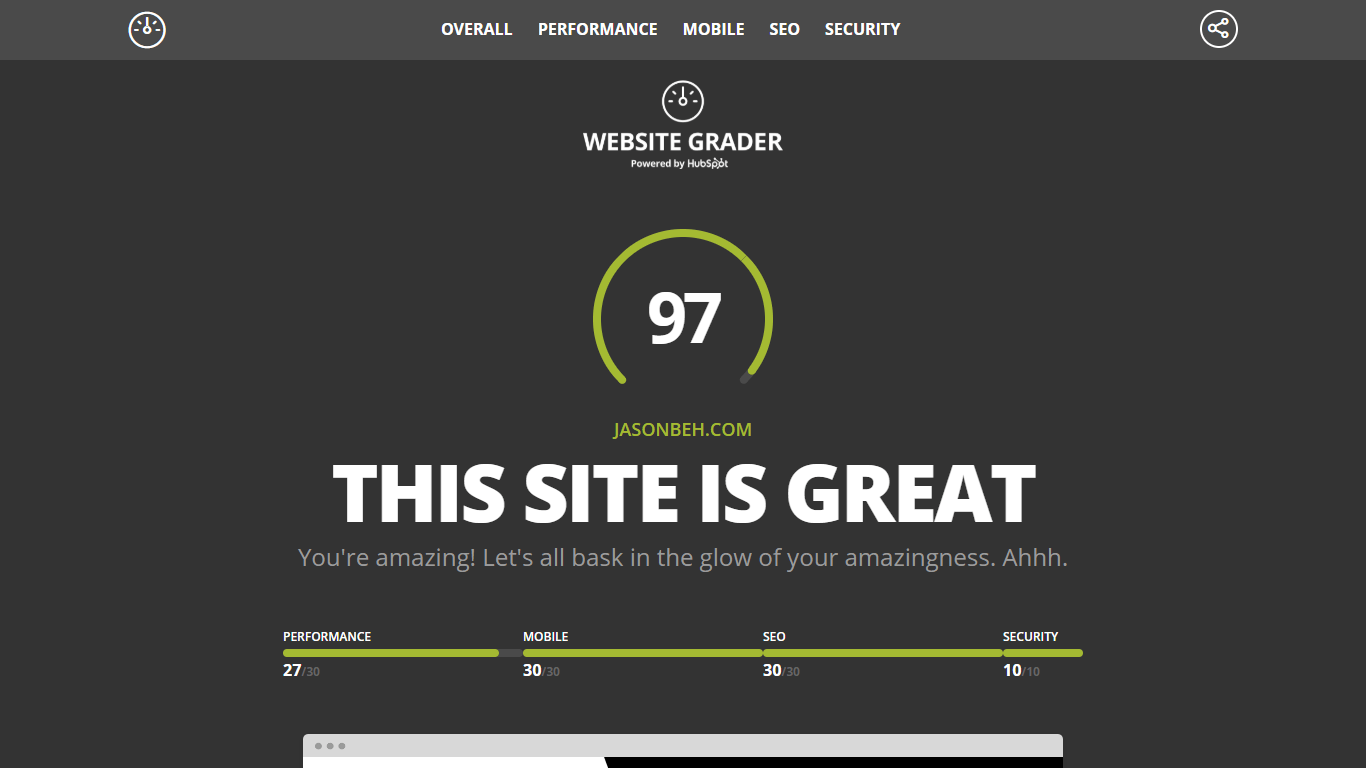 OVERALL PERFORMANCE MOBILE SEO SECURITY
WEBSITE GRADER
Powered by HubSpot
97
JASONBEH.COM
THIS SITE IS GREAT
You're amazing! Let's all bask in the glow of your amazingness. Ahhh.
PERFORMANCE MOBILE SEO SECURITY
27/30 30/30 30/30 10/10